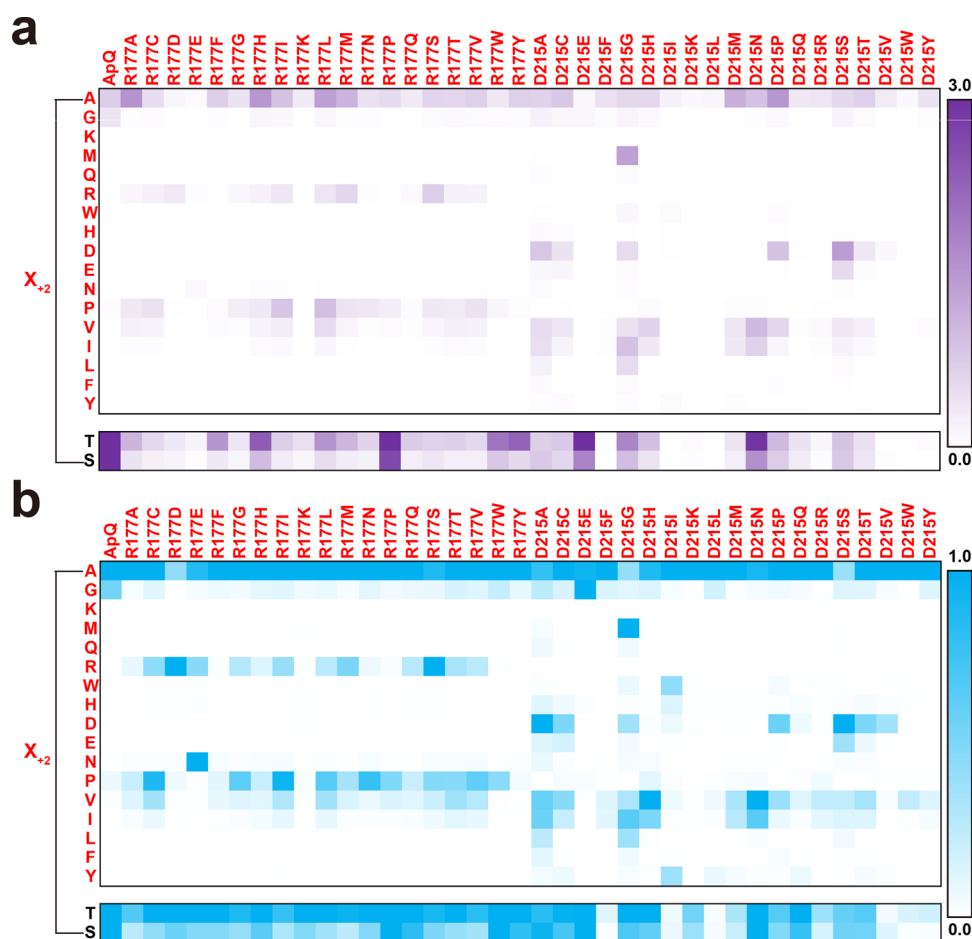 a
ApQ R177A R177C R177D R177E R177F R177G R177H R177I R177K R177L R177M R177N R177P R177S R177T R177V R177W R177Y D215A D215C D215E D215F D215G D215H D215I D215K D215L D215M D215N D215P D215Q D215R D215S D215T D215V D215W D215Y
3.0
A
G
K
M
Q
R
W
H
D
E
X+2
N
P
V
I
L
F
Y
T
S
0.0
b
ApQ R177A R177C R177D R177E R177F R177G R177H R177I R177K R177L R177M R177N R177P R177Q R177S R177T R177V R177W R177Y D215A D215C D215E D215F D215G D215H D215I D215K D215L D215M D215N D215P D215Q D215R D215S D215T D215V D215W D215Y
1.0
A
G
K
M
Q
R
W
H
D
E
X+2
N
P
V
I
L
F
Y
T
S
0.0